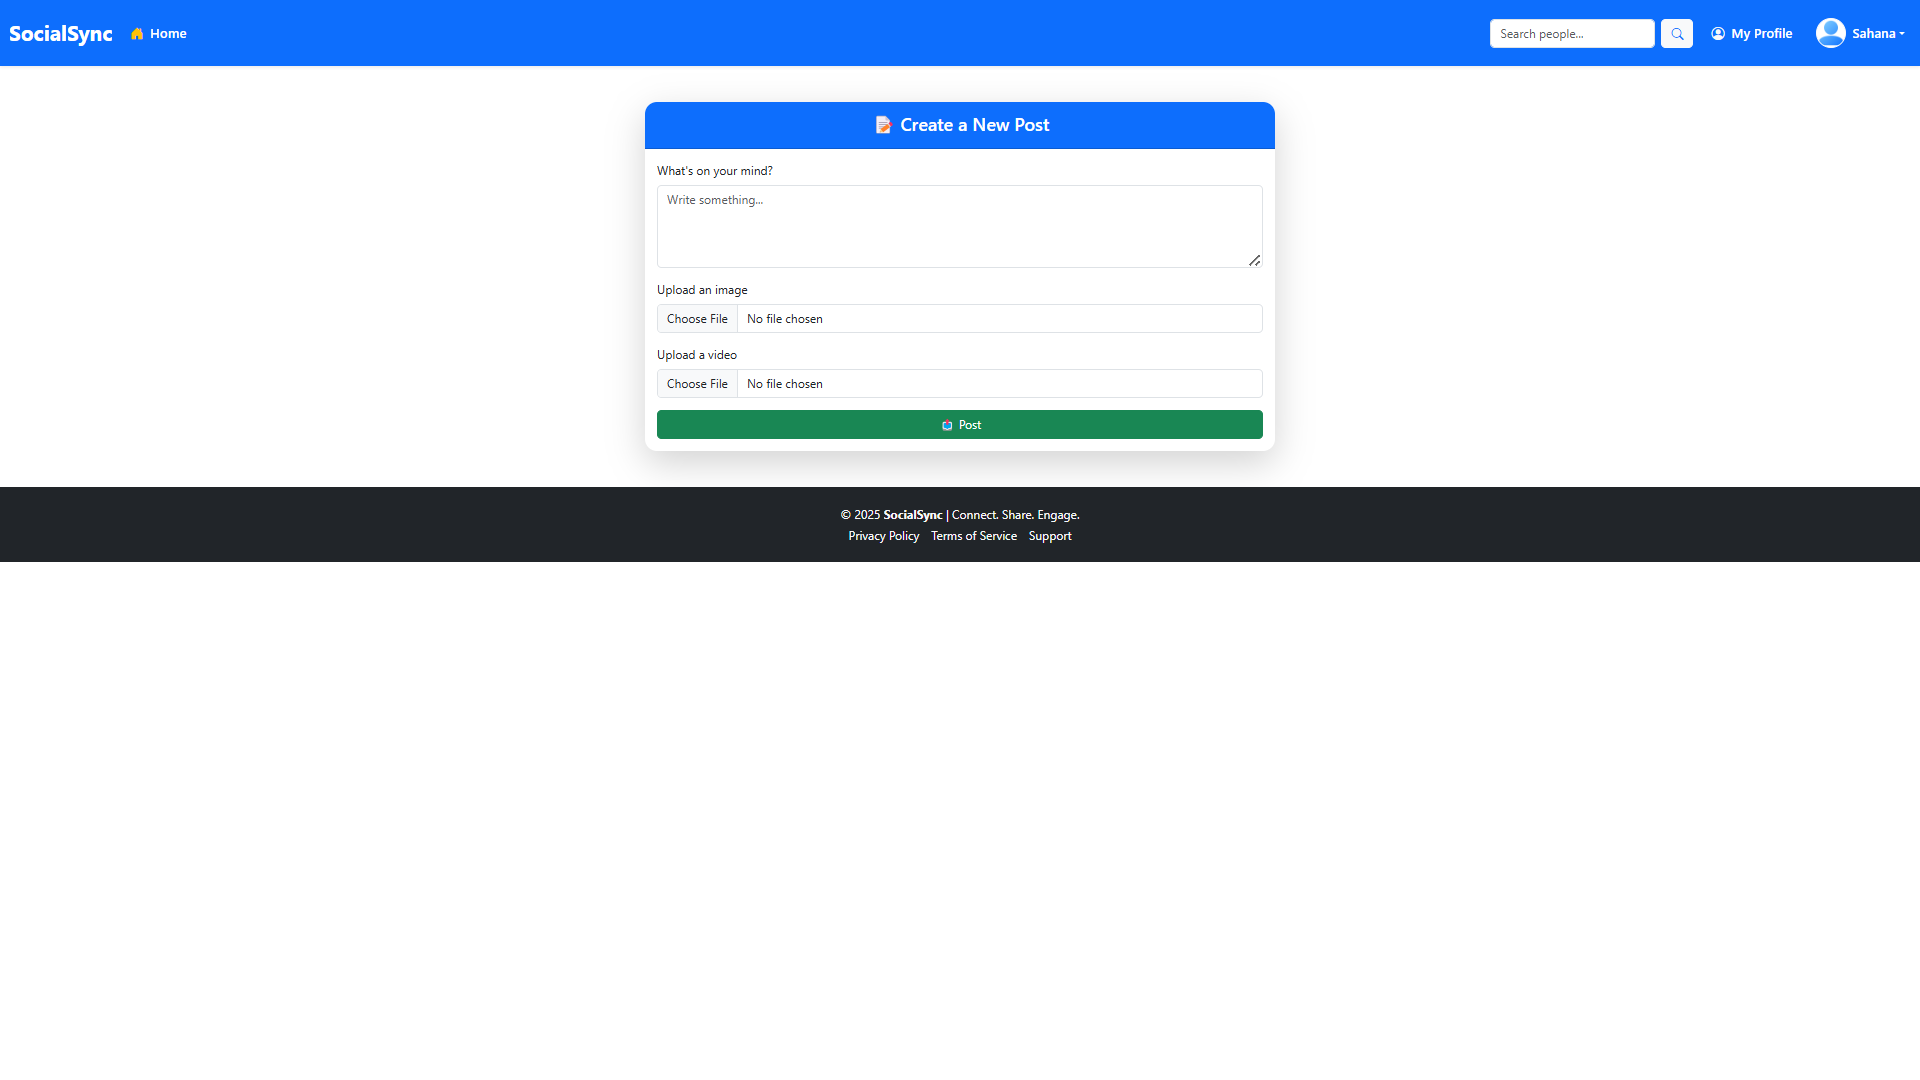 SocialSync Home Search people... My Profile Sahana
Create a New Post
What's on your mind?
Write something...
Upload an image
Choose File No file chosen
Upload a video
Choose File No file chosen
Post
© 2025 SocialSync | Connect. Share. Engage.
Privacy Policy Terms of Service Support